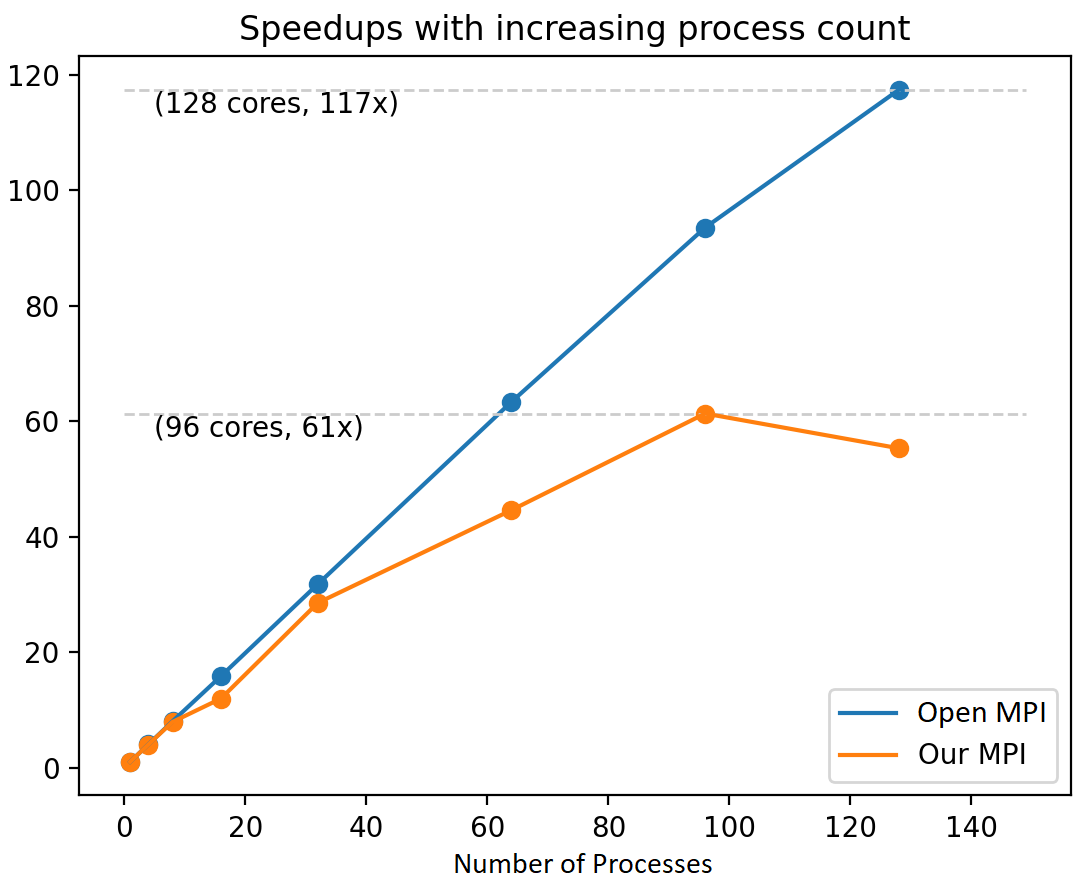 Speedups with increasing process count
120
100
80
60
40
20
0
(128 cores, 117x)
(96 cores, 61x)
Open MPI
Our MPI
0 20 40 60 80 100 120 140
Number of Processes